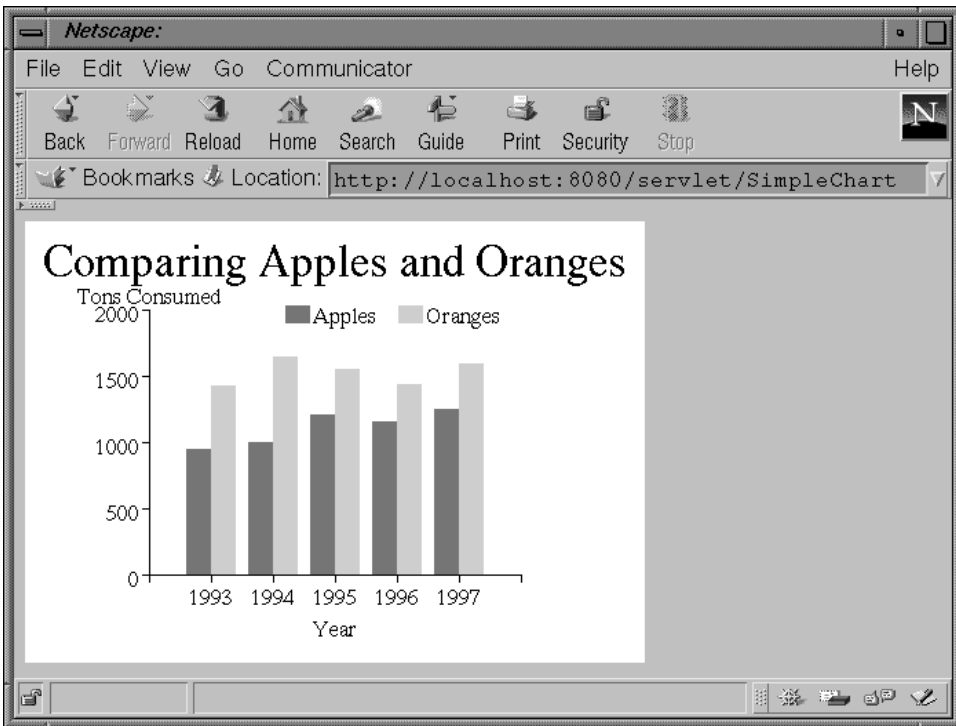 Netscape:
File Edit View Go Communicator Help
Back Forward Reload Home Search Guide Print Security Stop
N
Bookmarks Location: http://localhost:8080/servlet/SimpleChart
Comparing Apples and Oranges
Tons Consumed
Apples Oranges
2000
1500
1000
500
0
1993 1994 1995 1996 1997
Year